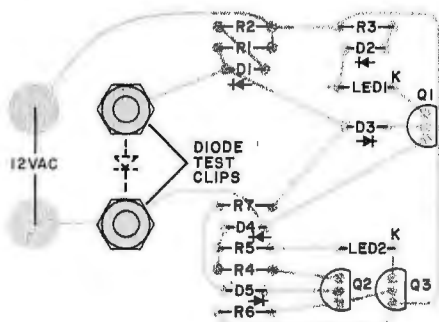 R2
R3
R1
D2
D1
LED1
K
Q1
D3
12VAC
DIODE
TEST
CLIPS
R7
D4
K
R5
LED2
R4
Q2
Q3
D5
R6